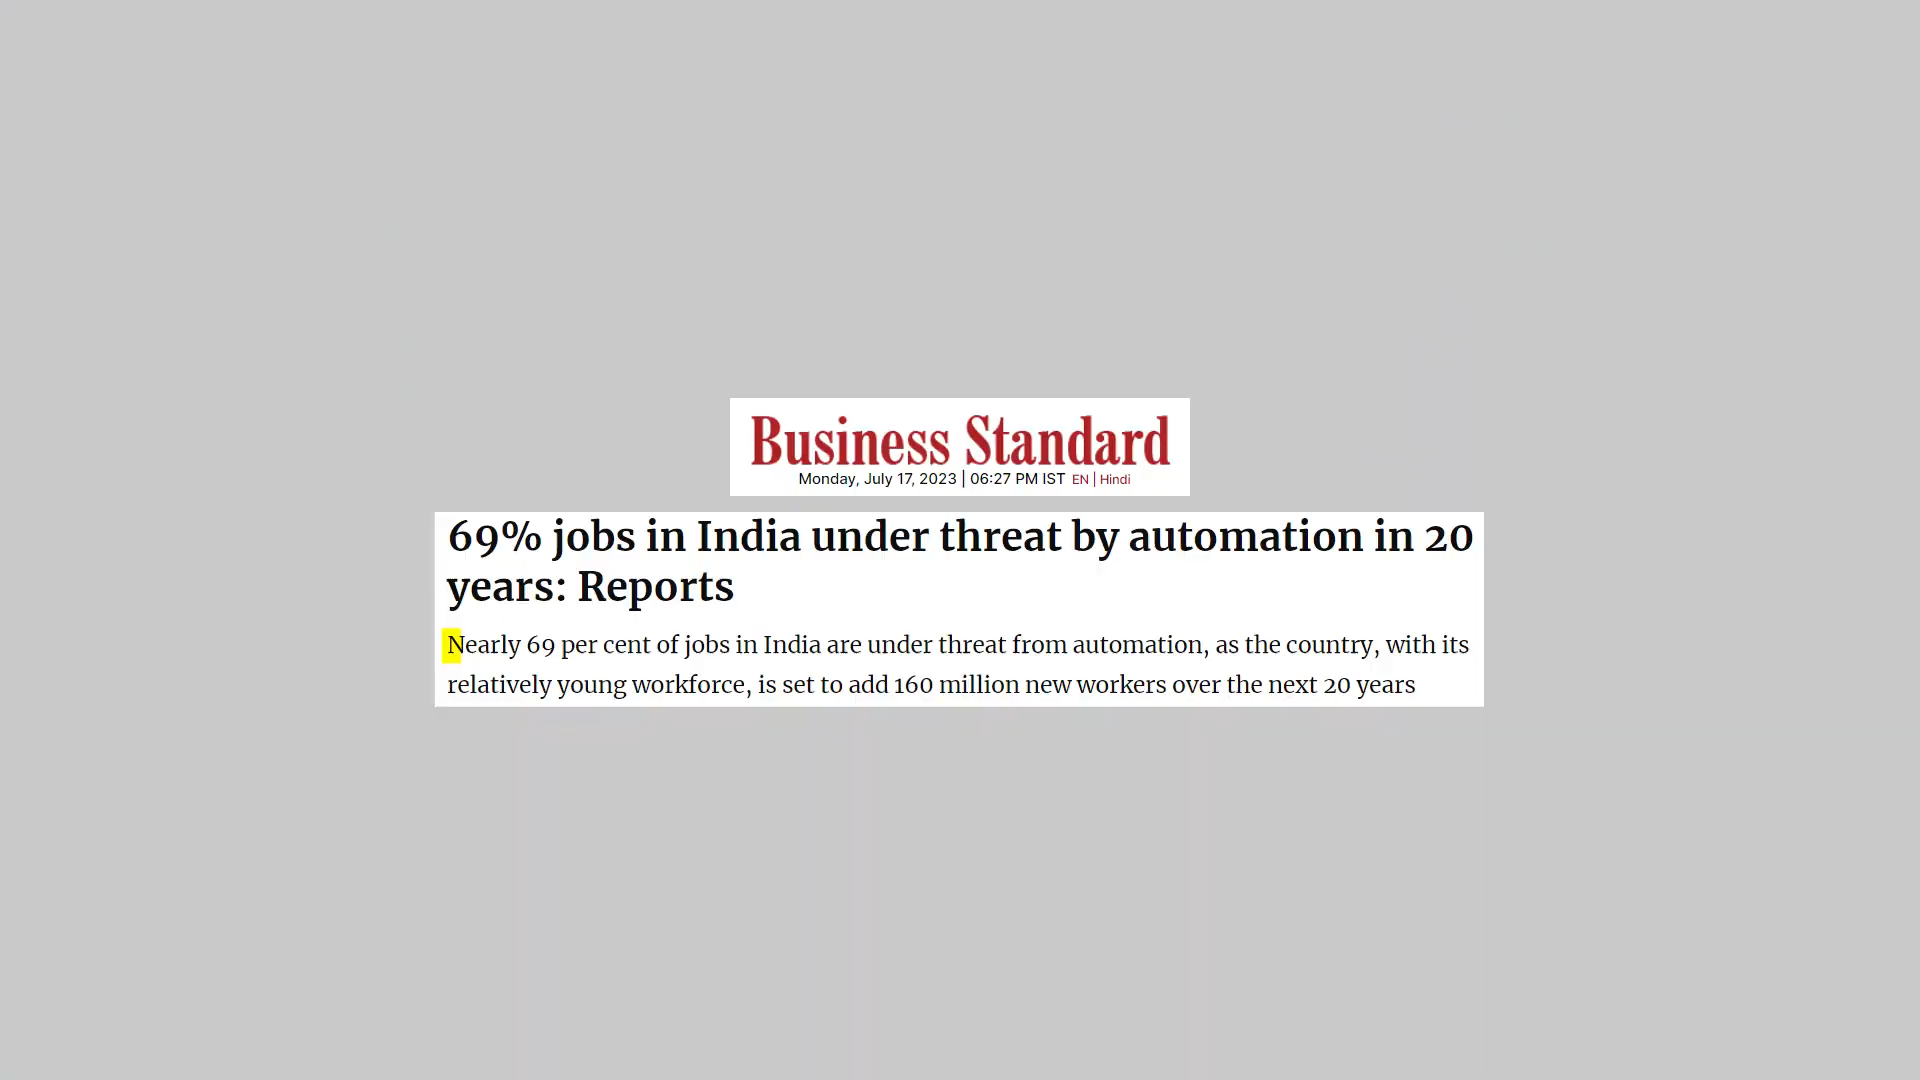 Business Standard
Monday, July 17, 2023 | 06:27 PM IST EN | Hindi
69% jobs in India under threat by automation in 20
years: Reports
Nearly 69 per cent of jobs in India are under threat from automation, as the country, with its
relatively young workforce, is set to add 160 million new workers over the next 20 years